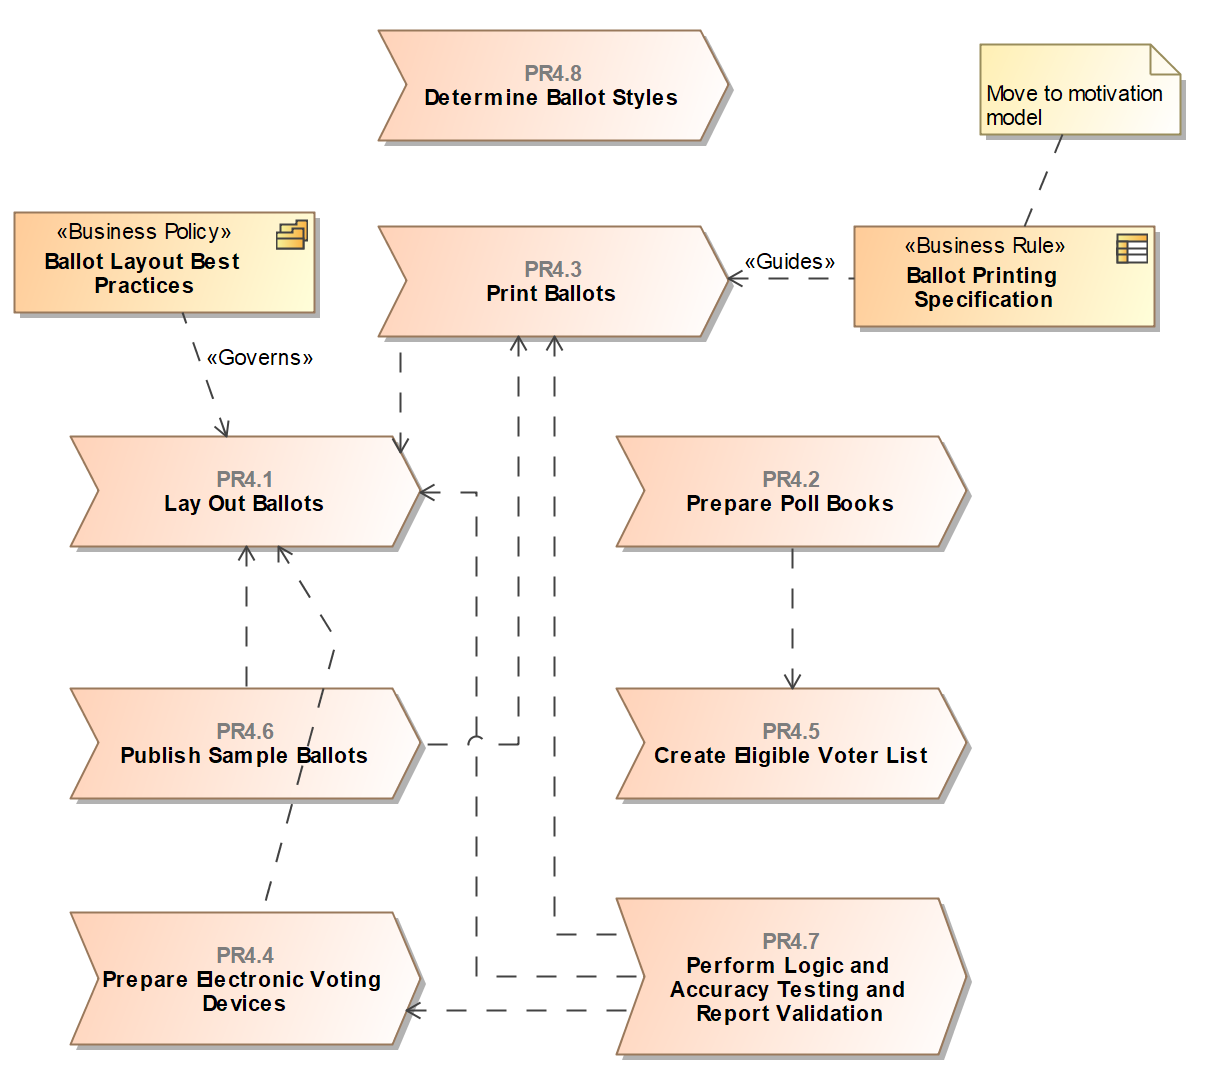 PR4.8
Determine Ballot Styles
Move to motivation
model
«Business Policy»
Ballot Layout Best
Practices
PR4.3
Print Ballots
«Guides»
«Business Rule»
Ballot Printing
Specification
«Governs»
PR4.1
Lay Out Ballots
PR4.2
Prepare Poll Books
PR4.6
Publish Sample Ballots
PR4.5
Create Eligible Voter List
PR4.4
Prepare Electronic Voting
Devices
PR4.7
Perform Logic and
Accuracy Testing and
Report Validation